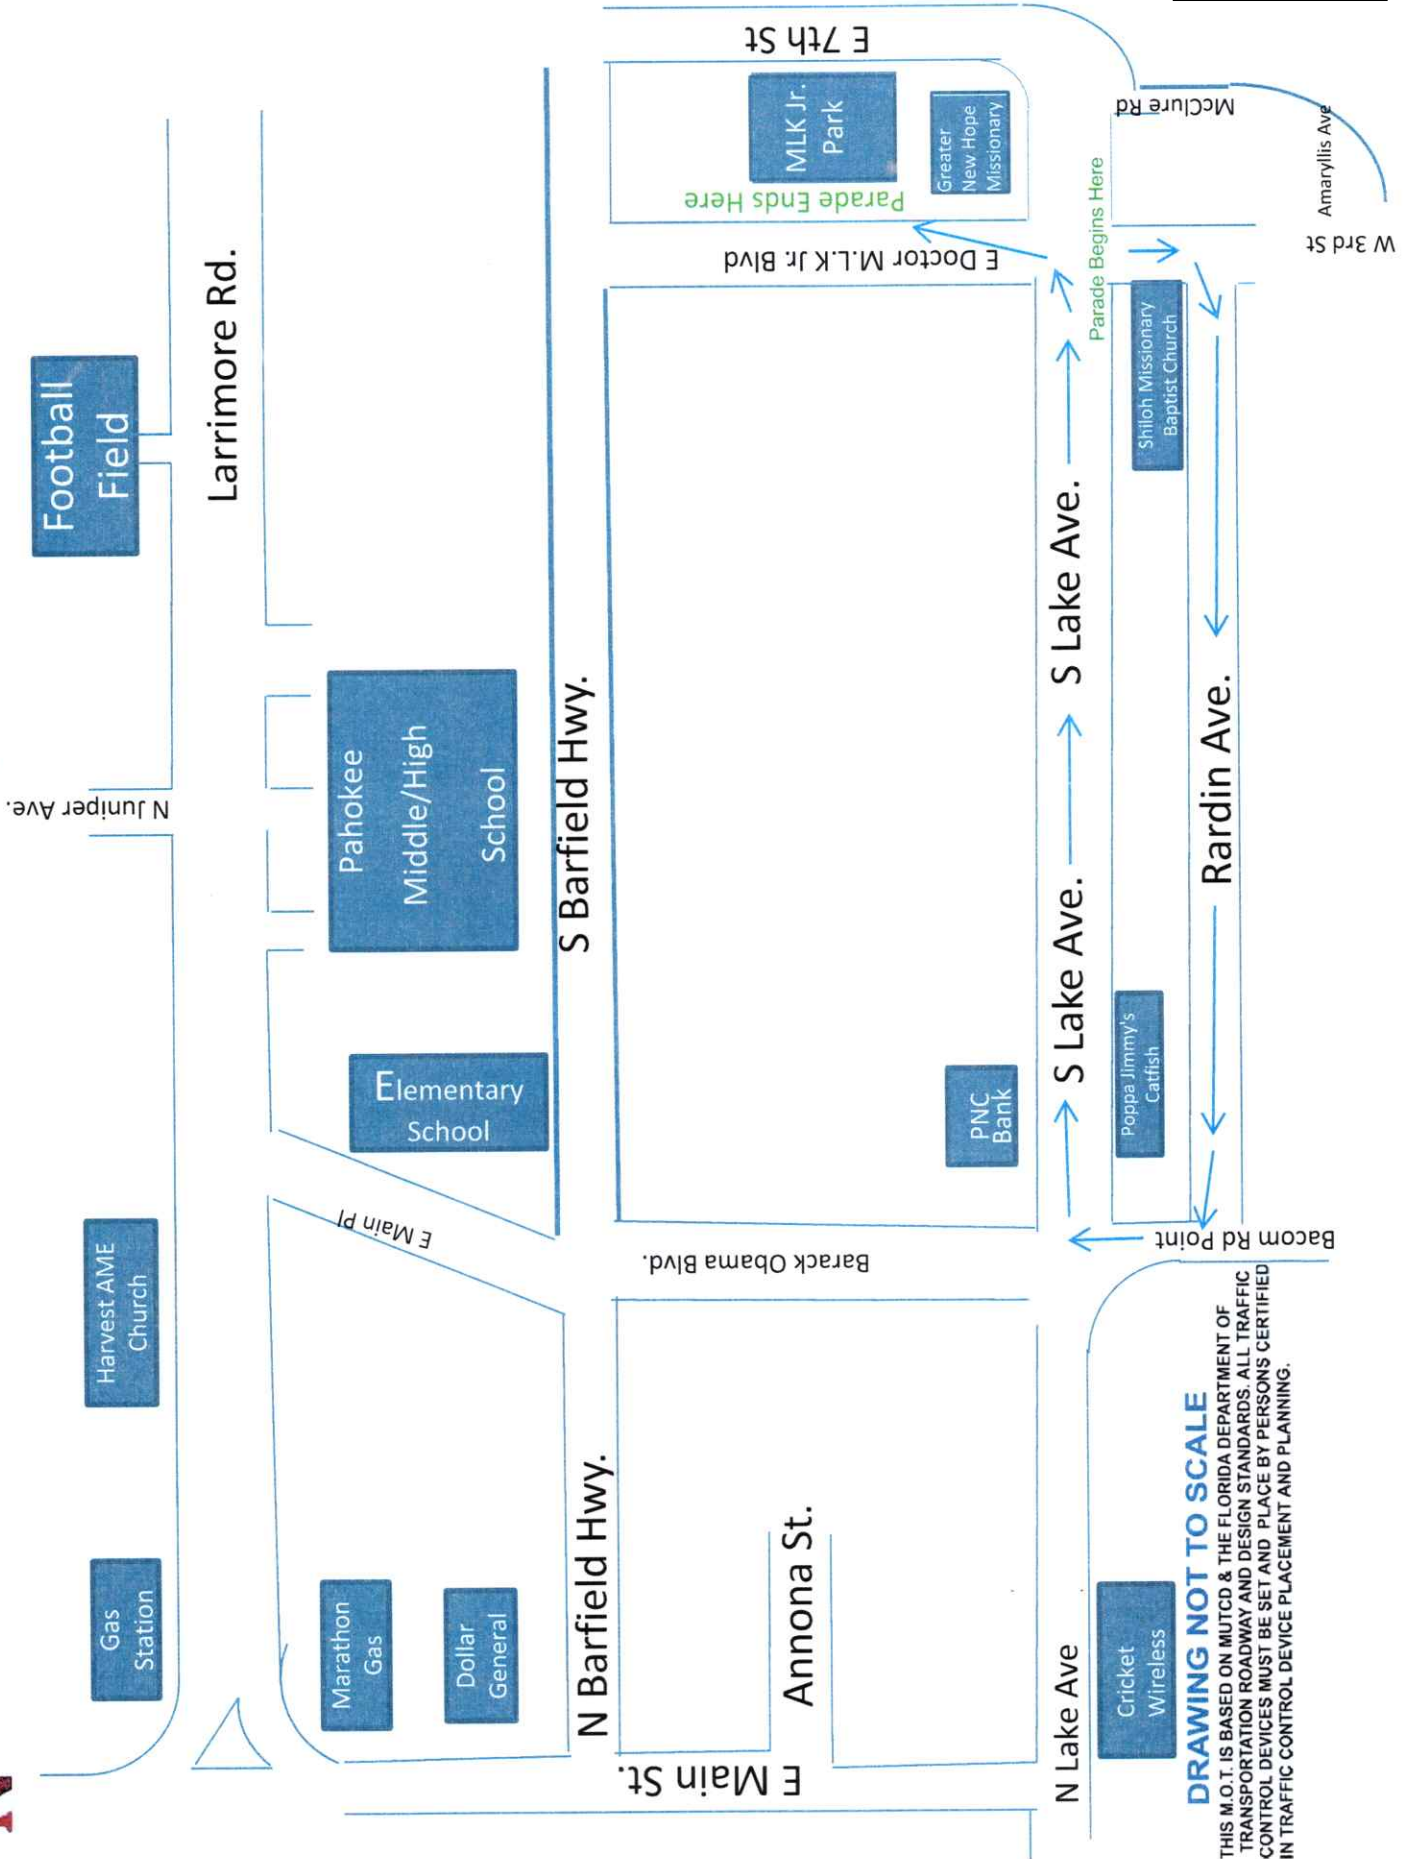 N
Football
Field
Larrimore Rd.
N Juniper Ave.
Pahokee
Middle/High
School
Elementary
School
E Main Pl
Harvest AME
Church
Gas
Station
Marathon
Gas
Dollar
General
S Barfield Hwy.
N Barfield Hwy.
Annona St.
E Main St.
Barack Obama Blvd.
PNC
Bank
E 7th St
MLK Jr.
Park
Greater
New Hope
Missionary
Parade Ends Here
E Doctor M.L.K Jr. Blvd
Parade Begins Here
McClure Rd
Amaryllis Ave
W 3rd St
S Lake Ave.
S Lake Ave.
Shiloh Missionary
Baptist Church
Poppa Jimmy's
Catfish
Rardin Ave.
Bacom Rd Point
N Lake Ave
Cricket
Wireless
DRAWING NOT TO SCALE
THIS M.O.T. IS BASED ON MUTCD & THE FLORIDA DEPARTMENT OF
TRANSPORTATION ROADWAY AND DESIGN STANDARDS. ALL TRAFFIC
CONTROL DEVICES MUST BE SET AND PLACE BY PERSONS CERTIFIED
IN TRAFFIC CONTROL DEVICE PLACEMENT AND PLANNING.